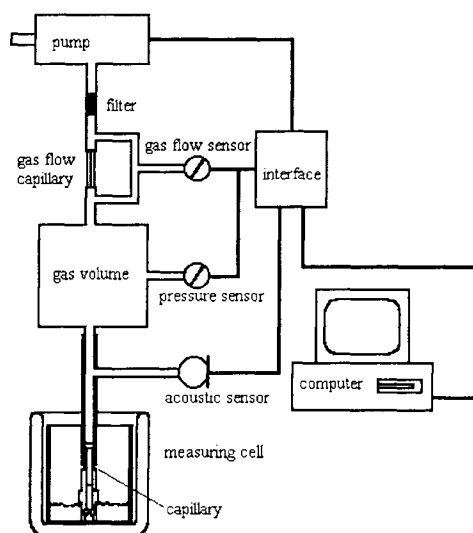 pump
filter
gas flow sensor
gas flow
capillary
interface
gas volume
pressure sensor
computer
acoustic sensor
measuring cell
capillary